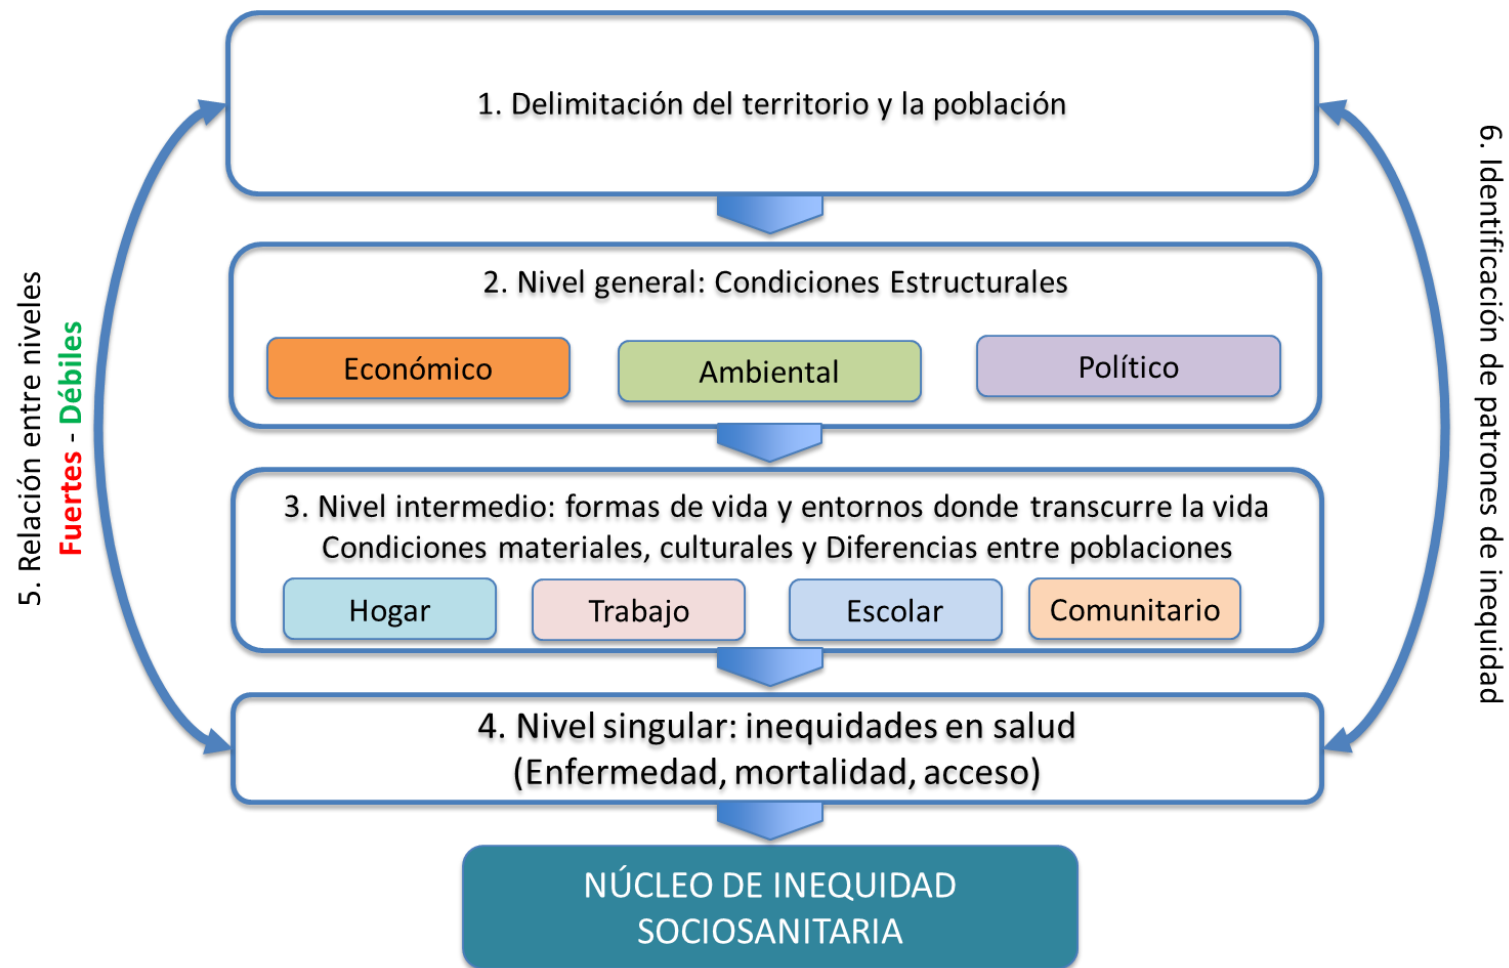 1. Delimitación del territorio y la población
2. Nivel general: Condiciones Estructurales
Económico
Ambiental
Político
3. Nivel intermedio: formas de vida y entornos donde transcurre la vida
Condiciones materiales, culturales y Diferencias entre poblaciones
Hogar
Trabajo
Escolar
Comunitario
4. Nivel singular: inequidades en salud
(Enfermedad, mortalidad, acceso)
NÚCLEO DE INEQUIDAD
SOCIOSANITARIA
5. Relación entre niveles
Fuertes - Débiles
6. Identificación de patrones de inequidad